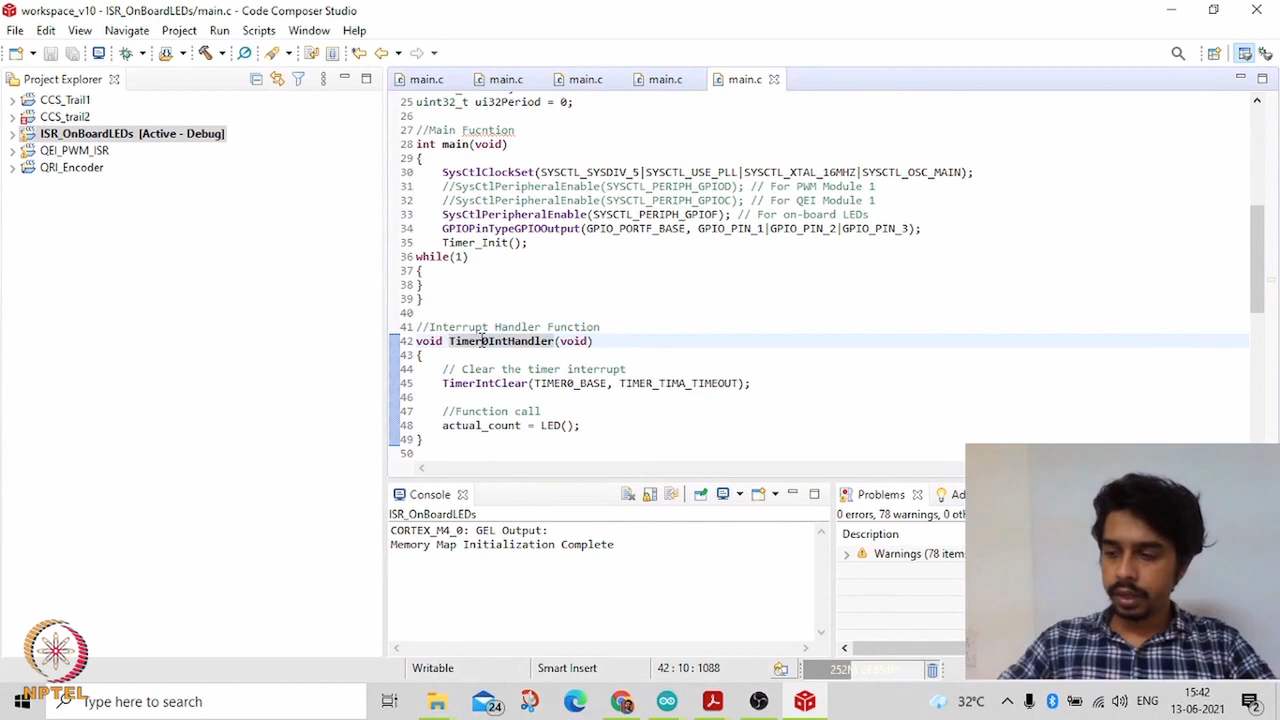 workspace_v10 - ISR_OnBoardLEDs/main.c - Code Composer Studio
File Edit View Navigate Project Run Scripts Window Help
Project Explorer
main.c main.c main.c main.c main.c
CCS_Trail1
CCS_trail2
ISR_OnBoardLEDs [Active - Debug]
QEI_PWM_ISR
QRI_Encoder
25 uint32_t ui32Period = 0;
26
27 //Main Fucntion
28 int main(void)
29 {
30 SysCtlClockSet(SYSCTL_SYSDIV_5|SYSCTL_USE_PLL|SYSCTL_XTAL_16MHZ|SYSCTL_OSC_MAIN);
31 //SysCtlPeripheralEnable(SYSCTL_PERIPH_GPIOD); // For PWM Module 1
32 //SysCtlPeripheralEnable(SYSCTL_PERIPH_GPIOC); // For QEI Module 1
33 SysCtlPeripheralEnable(SYSCTL_PERIPH_GPIOF); // For on-board LEDs
34 GPIOPinTypeGPIOOutput(GPIO_PORTF_BASE, GPIO_PIN_1|GPIO_PIN_2|GPIO_PIN_3);
35 Timer_Init();
36 while(1)
37 {
38 }
39 }
40
41 //Interrupt Handler Function
42 void Timer0IntHandler(void)
43 {
44 // Clear the timer interrupt
45 TimerIntClear(TIMER0_BASE, TIMER_TIMA_TIMEOUT);
46
47 //Function call
48 actual_count = LED();
49 }
50
Console
ISR_OnBoardLEDs
CORTEX_M4_0: GEL Output:
Memory Map Initialization Complete
Problems Ad
0 errors, 78 warnings, 0 oth
Description
Warnings (78 item
Writable Smart Insert 42 : 10 : 1088
NPTEL
Type here to search
24
32°C
ENG
15:42
13-06-2021
2